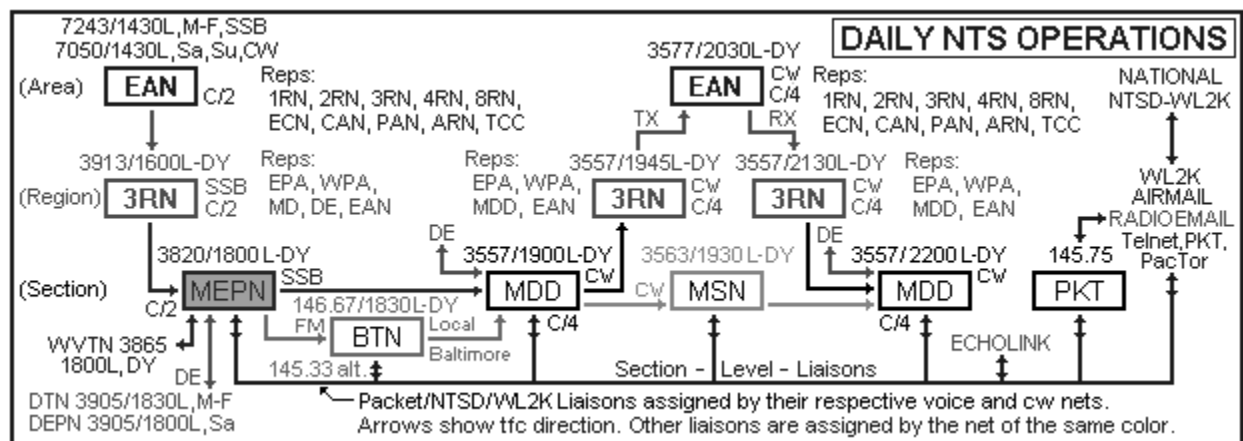 DAILY NTS OPERATIONS
7243/1430L,M-F,SSB
7050/1430L,Sa,Su,CW
(Area)
EAN
C/2
Reps:
1RN, 2RN, 3RN, 4RN, 8RN,
ECN, CAN, PAN, ARN, TCC
3577/2030L-DY
EAN
CW
C/4
Reps:
1RN, 2RN, 3RN, 4RN, 8RN,
ECN, CAN, PAN, ARN, TCC
TX
RX
NATIONAL
NTSD-WL2K
3913/1600L-DY
(Region)
3RN
SSB
C/2
Reps:
EPA, WPA,
MD, DE, EAN
Reps:
EPA, WPA,
MDD, EAN
3557/1945L-DY
3RN
CW
C/4
3557/2130L-DY
3RN
CW
C/4
Reps:
EPA, WPA,
MDD, EAN
WL2K
AIRMAIL
RADIOEMAIL
Telnet,PKT,
PacTor
3820/1800 L-DY
(Section)
MEPN
SSB
C/2
DE
3557/1900L-DY
MDD
CW
C/4
3563/1930 L-DY
CW
MSN
DE
3557/2200 L-DY
MDD
CW
C/4
145.75
PKT
146.67/1830L-DY
FM
BTN
Local
Baltimore
145.33 alt.
WVTN 3865
1800L,DY
DE
DTN 3905/1830L,M-F
DEPN 3905/1800L,Sa
ECHOLINK
Section - Level - Liaisons
Packet/NTSD/WL2K Liaisons assigned by their respective voice and cw nets.
Arrows show tfc direction. Other liaisons are assigned by the net of the same color.